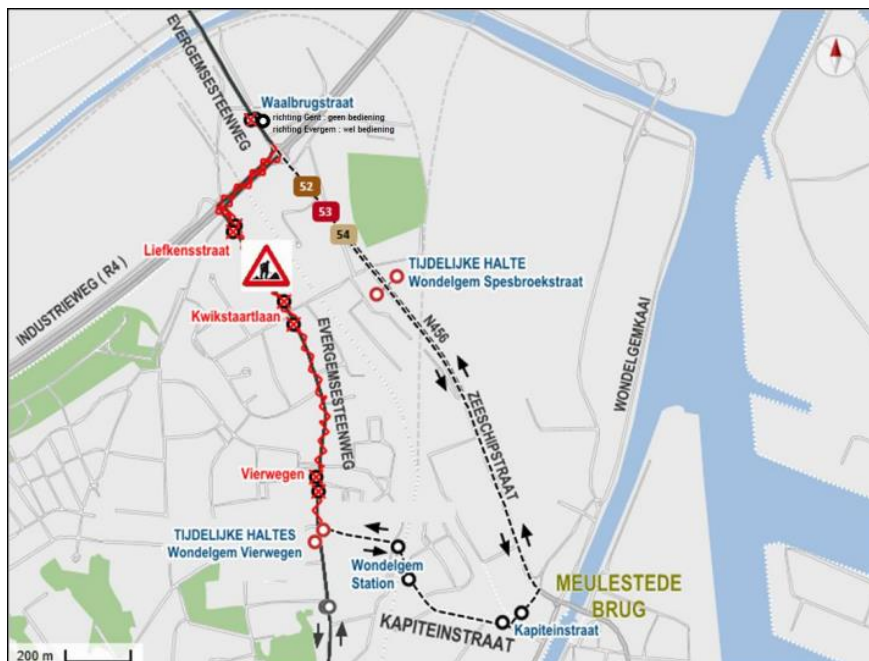 EVERGEMSESTEENWEG
Waalbrugstraat
richting Gent : geen bediening
richting Evergem : wel bediening
52
53
54
Liefkensstraat
INDUSTRIEWEG ( R4 )
TIJDELIJKE HALTE
Wondelgem Spesbroekstraat
Kwikstaartlaan
N456
EVERGEMSESTEENWEG
ZEESCHIPSTRAAT
WONDELGEMKAAI
Vierwegen
TIJDELIJKE HALTES
Wondelgem Vierwegen
Wondelgem
Station
MEULESTEDE
BRUG
KAPITEINSTRAAT
Kapiteinstraat
200 m